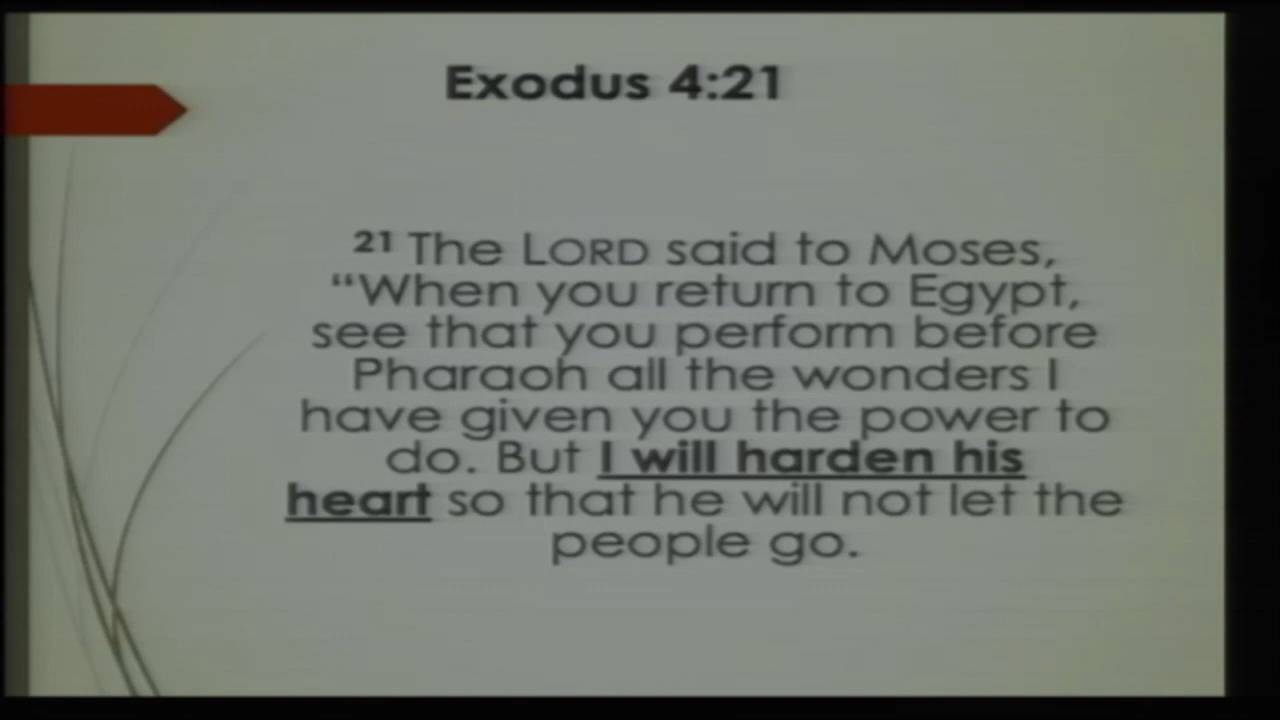 Exodus 4:21
21 The LORD said to Moses,
“When you return to Egypt,
see that you perform before
Pharaoh all the wonders I
have given you the power to
do. But I will harden his
heart so that he will not let the
people go.